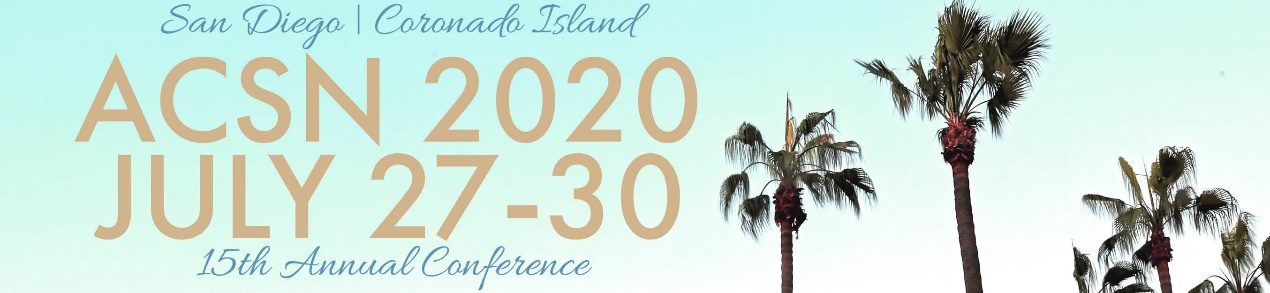 San Diego | Coronado Island
ACSN 2020
JULY 27-30
15th Annual Conference